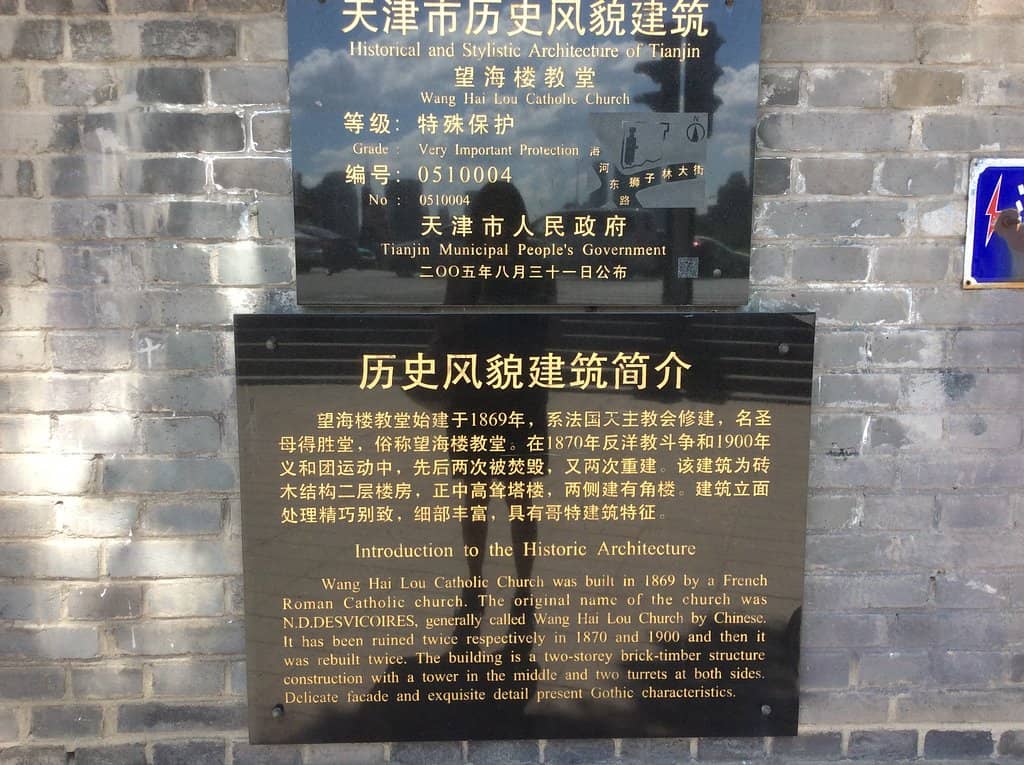 天津市历史风貌建筑
Historical and Stylistic Architecture of Tianjin
望海楼教堂
Wang Hai Lou Catholic Church
等级：特殊保护
Grade : Very Important Protection
编号：0510004
No : 0510004
N
海
河
东
路
狮子林大街
天津市人民政府
Tianjin Municipal People's Government
二〇〇五年八月三十一日公布
历史风貌建筑简介
望海楼教堂始建于1869年，系法国天主教会修建，名圣
母得胜堂，俗称望海楼教堂。在1870年反洋教斗争和1900年
义和团运动中，先后两次被焚毁，又两次重建。该建筑为砖
木结构二层楼房，正中高耸塔楼，两侧建有角楼。建筑立面
处理精巧别致，细部丰富，具有哥特建筑特征。
Introduction to the Historic Architecture
Wang Hai Lou Catholic Church was built in 1869 by a French
Roman Catholic church. The original name of the church was
N.D.DESVICOIRES, generally called Wang Hai Lou Church by Chinese.
It has been ruined twice respectively in 1870 and 1900 and then it
was rebuilt twice. The building is a two-storey brick-timber structure
construction with a tower in the middle and two turrets at both sides.
Delicate facade and exquisite detail present Gothic characteristics.